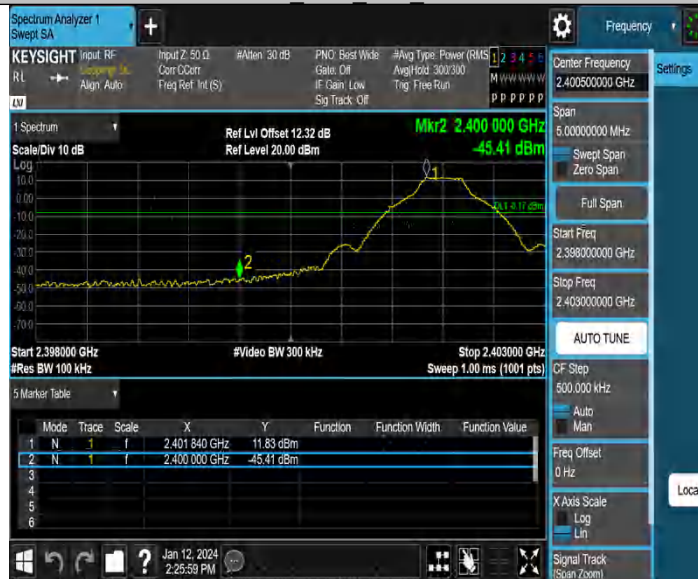 Spectrum Analyzer 1
Swept SA
+
Frequency
KEYSIGHT
RL
LXI
Input: RF
Coupling: DC
Align: Auto
Input Z: 50 Ω
Corr CCorr
Freq Ref: Int (S)
#Atten: 30 dB
PNO: Best Wide
Gate: Off
IF Gain: Low
Sig Track: Off
#Avg Type: Power (RMS
Avg|Hold: 300/300
Trig: Free Run
1 2 3 4 5 6
M W W W W W
P P P P P P
1 Spectrum
Scale/Div 10 dB
Log
Ref Lvl Offset 12.32 dB
Ref Level 20.00 dBm
Mkr2 2.400 000 GHz
-45.41 dBm
10.0
0.00
-10.0
-20.0
-30.0
-40.0
-50.0
-60.0
-70.0
1
2
Start 2.398000 GHz
#Res BW 100 kHz
#Video BW 300 kHz
Stop 2.403000 GHz
Sweep 1.00 ms (1001 pts)
5 Marker Table
Mode Trace Scale X Y Function Function Width Function Value
1 N 1 f 2.401 840 GHz 11.83 dBm
2 N 1 f 2.400 000 GHz -45.41 dBm
3
4
5
6
Jan 12, 2024
2:25:59 PM
?
Center Frequency
2.400500000 GHz
Settings
Span
5.00000000 MHz
Swept Span
Zero Span
Full Span
Start Freq
2.398000000 GHz
Stop Freq
2.403000000 GHz
AUTO TUNE
CF Step
500.000 kHz
Auto
Man
Freq Offset
0 Hz
X Axis Scale
Log
Lin
Loca
Signal Track
(Span Zoom)